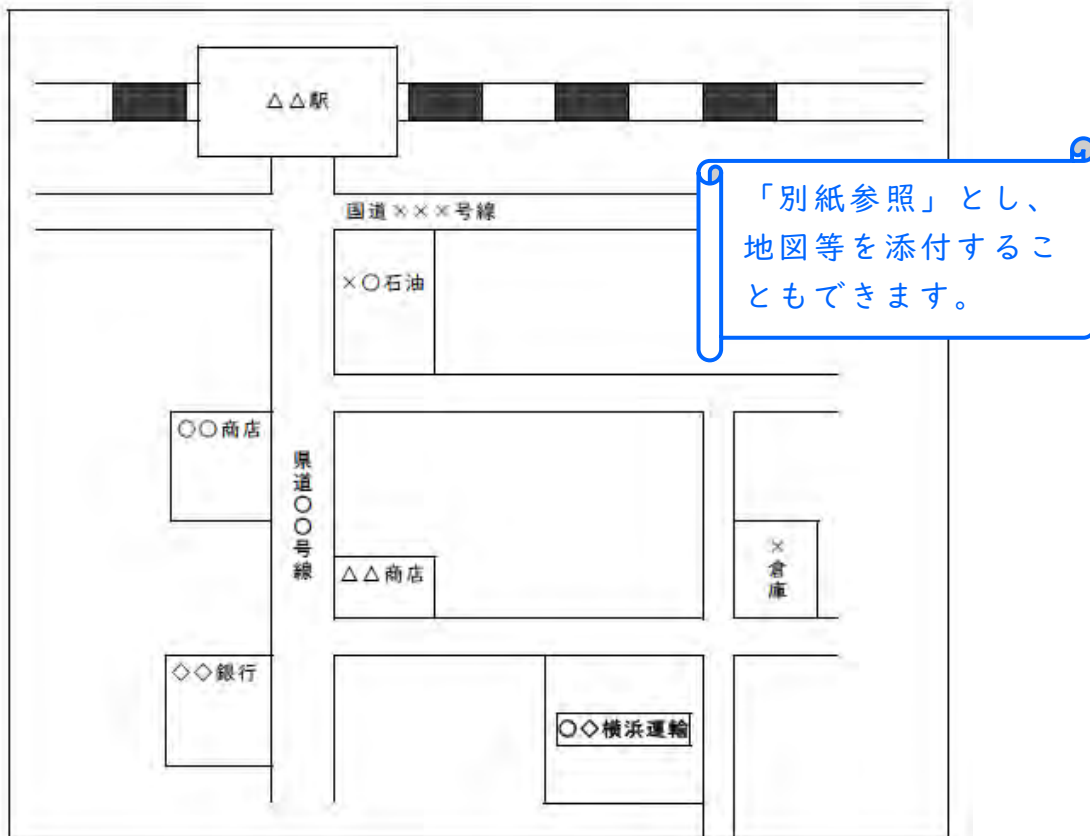 △△駅
国道×××号線
「別紙参照」とし、
地図等を添付するこ
ともできます。
×〇石油
〇〇商店
県道〇〇号線
△△商店
×倉庫
◇◇銀行
〇◇横浜運輸